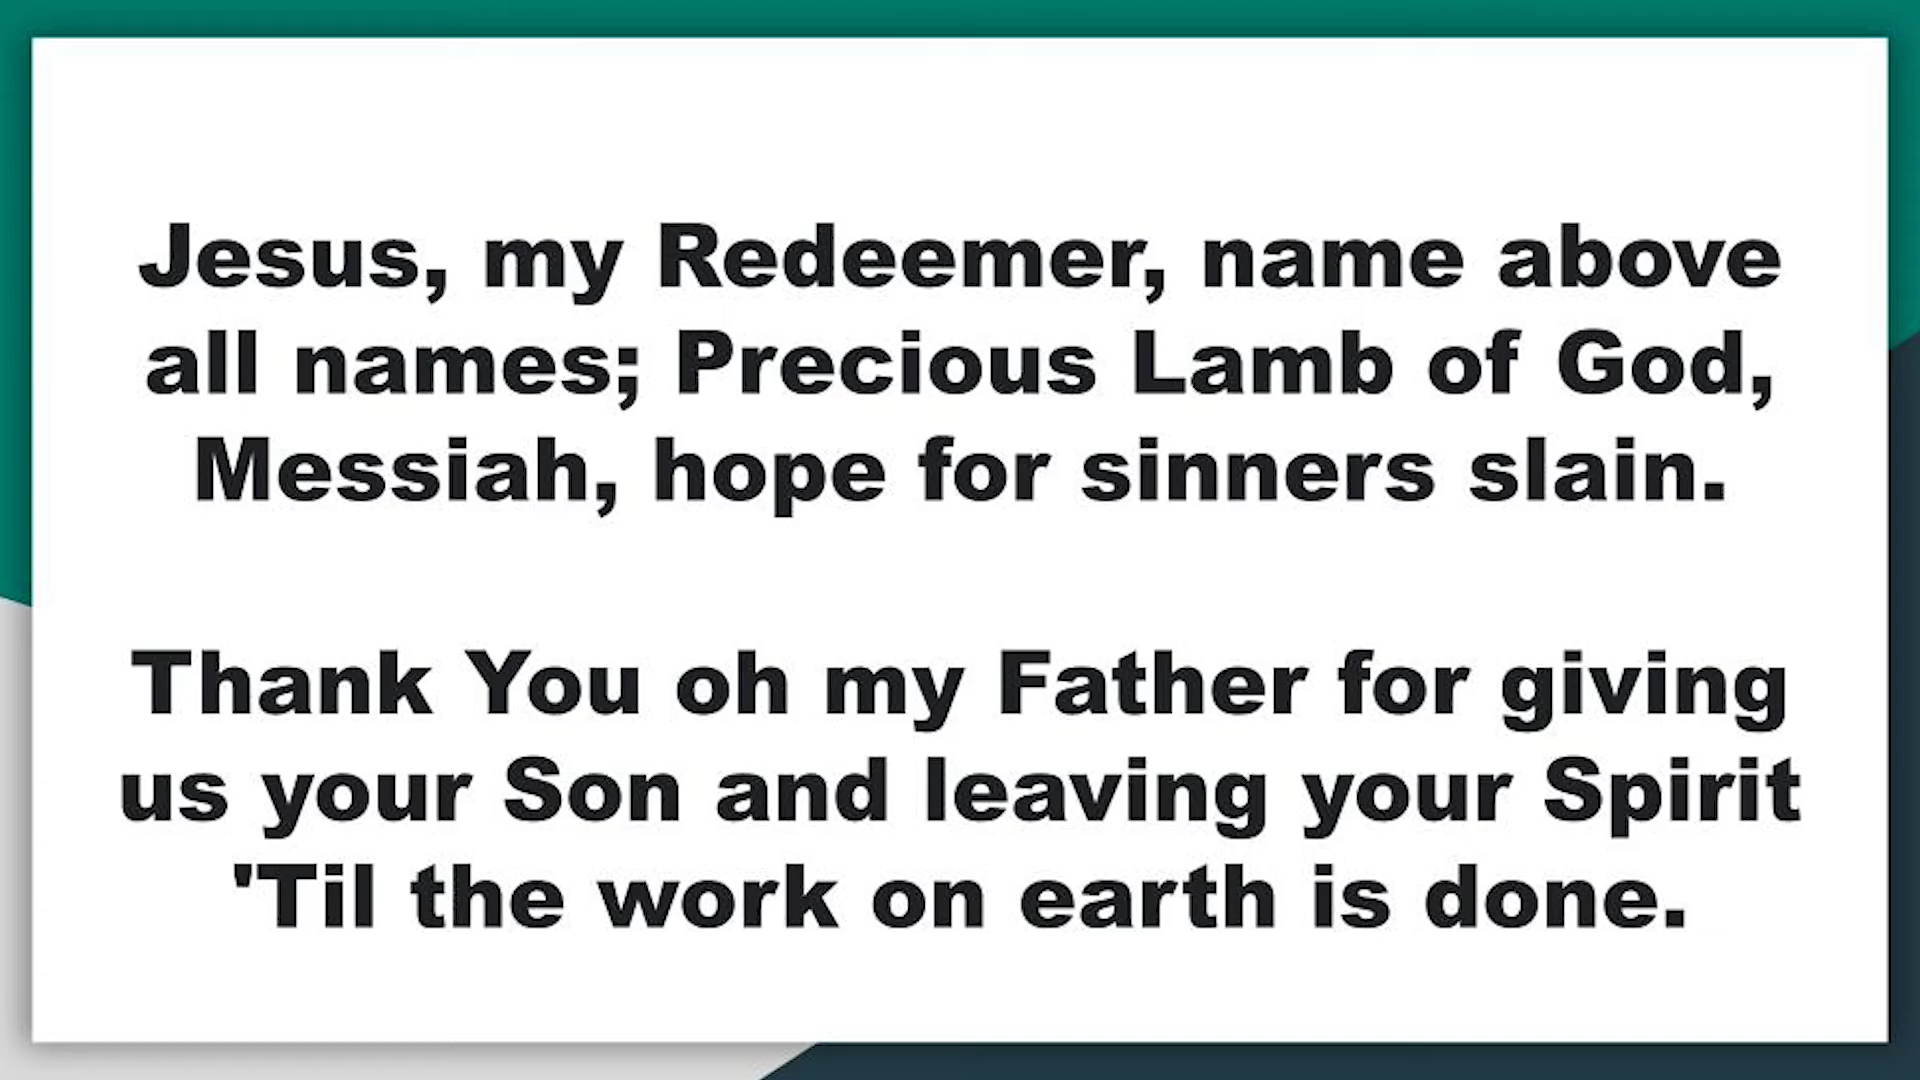 Jesus, my Redeemer, name above
all names; Precious Lamb of God,
Messiah, hope for sinners slain.
Thank You oh my Father for giving
us your Son and leaving your Spirit
'Til the work on earth is done.